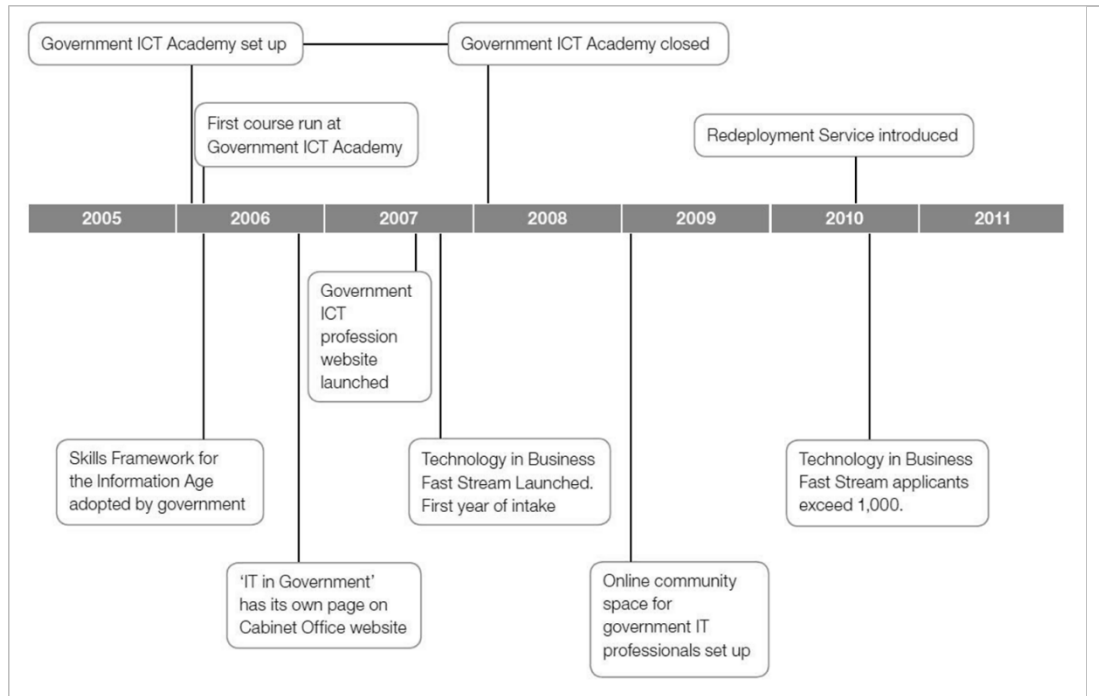 Government ICT Academy set up
Government ICT Academy closed
First course run at
Government ICT Academy
Redeployment Service introduced
2005
2006
2007
2008
2009
2010
2011
Government
ICT
profession
website
launched
Skills Framework for
the Information Age
adopted by government
Technology in Business
Fast Stream Launched.
First year of intake
Technology in Business
Fast Stream applicants
exceed 1,000.
‘IT in Government’
has its own page on
Cabinet Office website
Online community
space for
government IT
professionals set up